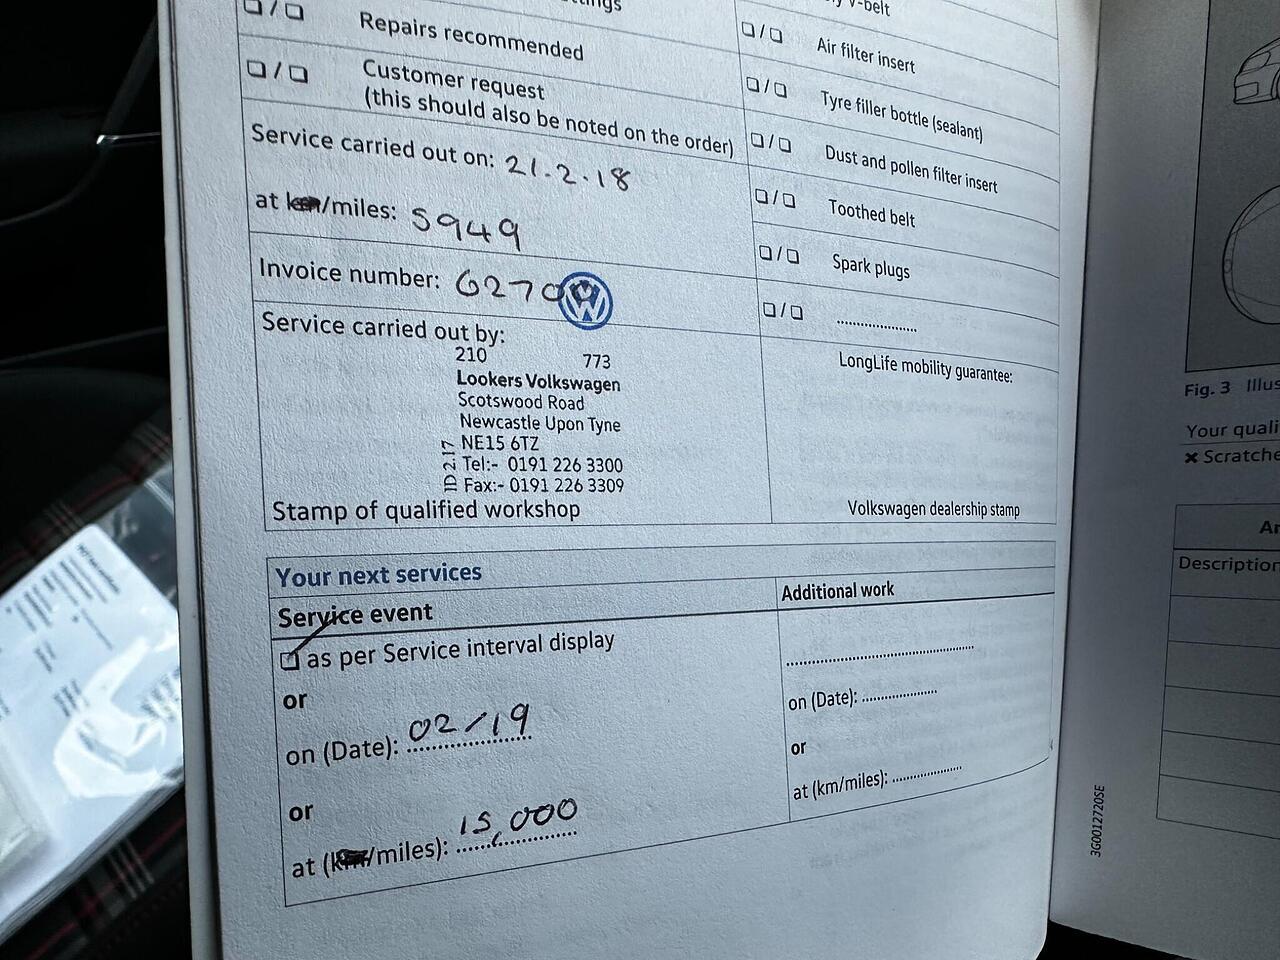 Repairs recommended
Customer request
(this should also be noted on the order)
Service carried out on: 21.2.18
at km/miles: 5949
Invoice number: 6270
Service carried out by:
210 773
Lookers Volkswagen
Scotswood Road
Newcastle Upon Tyne
NE15 6TZ
Tel:- 0191 226 3300
Fax:- 0191 226 3309
ID 2.17
Stamp of qualified workshop
V-belt
Air filter insert
Tyre filler bottle (sealant)
Dust and pollen filter insert
Toothed belt
Spark plugs
LongLife mobility guarantee:
Volkswagen dealership stamp
Your next services
Service event
as per Service interval display
or
on (Date): 02/19
or
at (km/miles): 15,000
Additional work
on (Date):
or
at (km/miles):
Fig. 3
Your
Scratche
Description
3G0012720SE